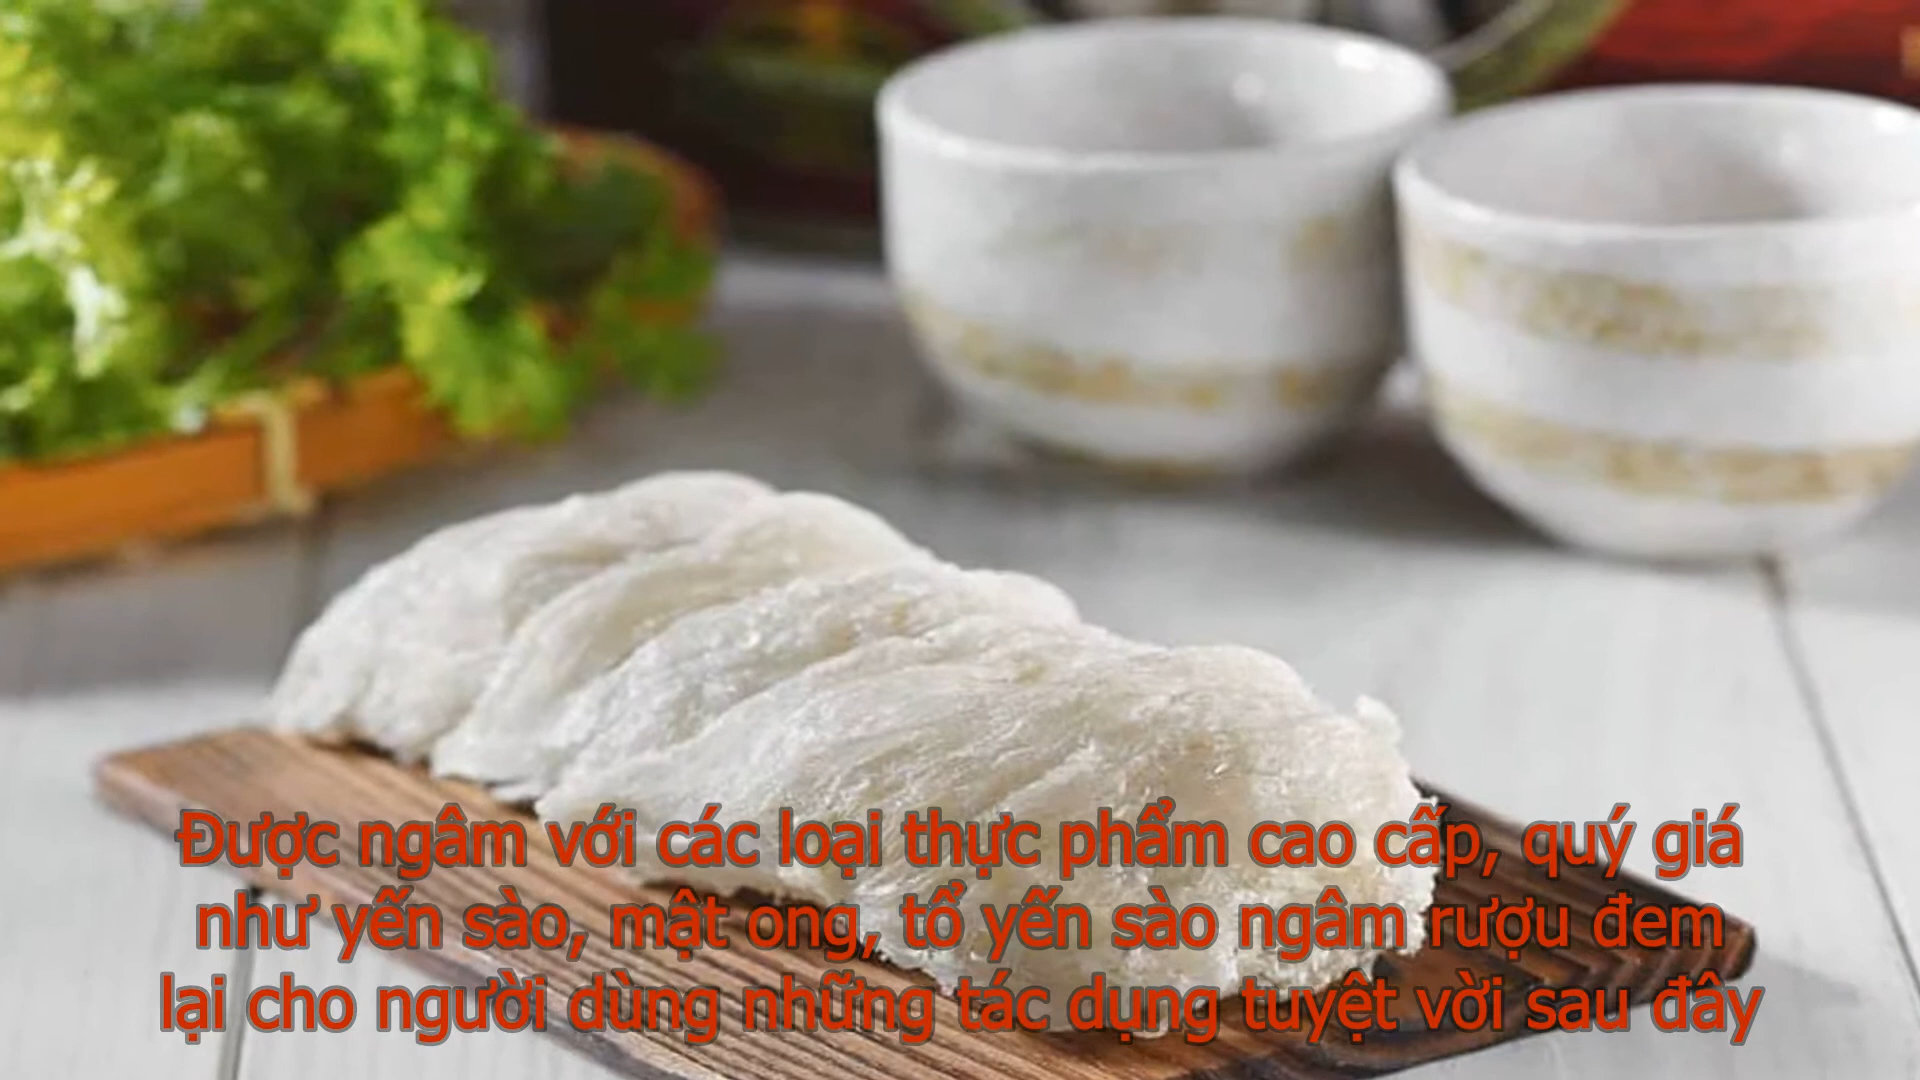 Được ngâm với các loại thực phẩm cao cấp, quý giá
như yến sào, mật ong, tổ yến sào ngâm rượu đem
lại cho người dùng những tác dụng tuyệt vời sau đây